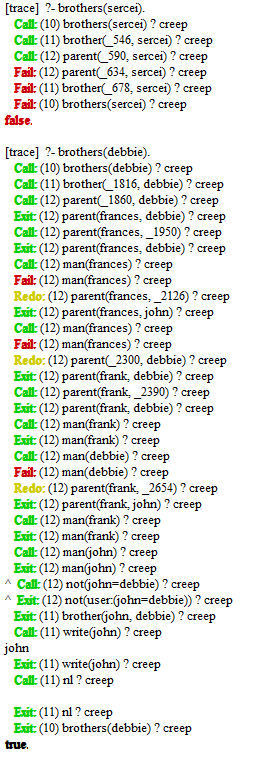 [trace]  ?- brothers(sercei).
Call: (10) brothers(sercei) ? creep
Call: (11) brother(_546, sercei) ? creep
Call: (12) parent(_590, sercei) ? creep
Fail: (12) parent(_634, sercei) ? creep
Fail: (11) brother(_678, sercei) ? creep
Fail: (10) brothers(sercei) ? creep
false.
[trace]  ?- brothers(debbie).
Call: (10) brothers(debbie) ? creep
Call: (11) brother(_1816, debbie) ? creep
Call: (12) parent(_1860, debbie) ? creep
Exit: (12) parent(frances, debbie) ? creep
Call: (12) parent(frances, _1950) ? creep
Exit: (12) parent(frances, debbie) ? creep
Call: (12) man(frances) ? creep
Fail: (12) man(frances) ? creep
Redo: (12) parent(frances, _2126) ? creep
Exit: (12) parent(frances, john) ? creep
Call: (12) man(frances) ? creep
Fail: (12) man(frances) ? creep
Redo: (12) parent(_2300, debbie) ? creep
Exit: (12) parent(frank, debbie) ? creep
Call: (12) parent(frank, _2390) ? creep
Exit: (12) parent(frank, debbie) ? creep
Call: (12) man(frank) ? creep
Exit: (12) man(frank) ? creep
Call: (12) man(debbie) ? creep
Fail: (12) man(debbie) ? creep
Redo: (12) parent(frank, _2654) ? creep
Exit: (12) parent(frank, john) ? creep
Call: (12) man(frank) ? creep
Exit: (12) man(frank) ? creep
Call: (12) man(john) ? creep
Exit: (12) man(john) ? creep
^ Call: (12) not(john=debbie) ? creep
^ Exit: (12) not(user:(john=debbie)) ? creep
Exit: (11) brother(john, debbie) ? creep
Call: (11) write(john) ? creep
john
Exit: (11) write(john) ? creep
Call: (11) nl ? creep
Exit: (11) nl ? creep
Exit: (10) brothers(debbie) ? creep
true.